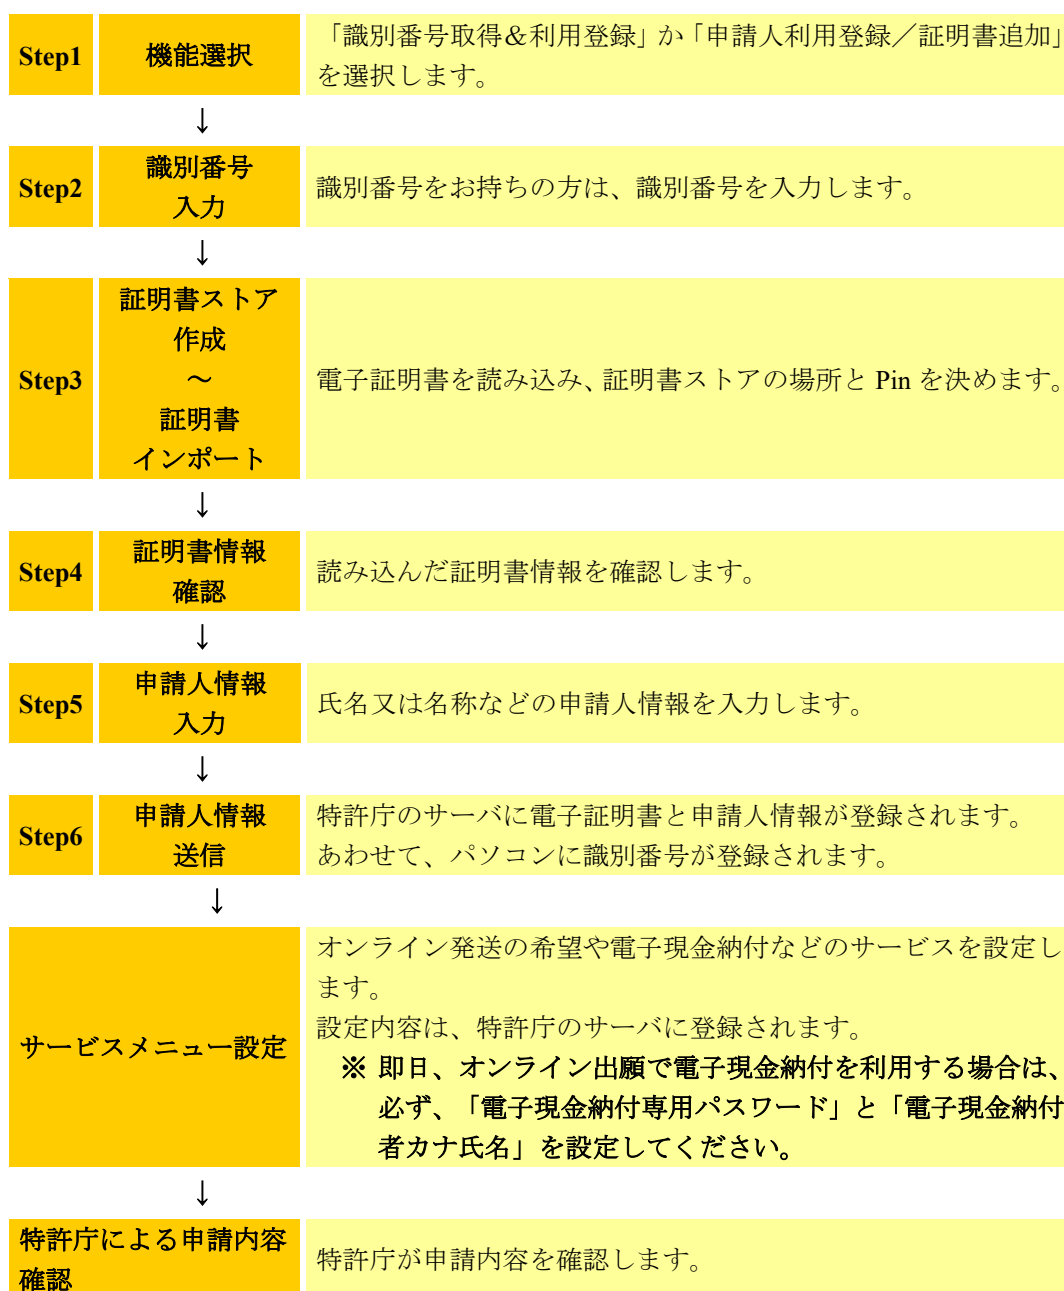 Step1 機能選択 「識別番号取得＆利用登録」か「申請人利用登録／証明書追加」
を選択します。
↓
Step2 識別番号
入力 識別番号をお持ちの方は、識別番号を入力します。
↓
Step3 証明書ストア
作成
～
証明書
インポート 電子証明書を読み込み、証明書ストアの場所と Pin を決めます。
↓
Step4 証明書情報
確認 読み込んだ証明書情報を確認します。
↓
Step5 申請人情報
入力 氏名又は名称などの申請人情報を入力します。
↓
Step6 申請人情報
送信 特許庁のサーバに電子証明書と申請人情報が登録されます。
あわせて、パソコンに識別番号が登録されます。
↓
サービスメニュー設定
オンライン発送の希望や電子現金納付などのサービスを設定し
ます。
設定内容は、特許庁のサーバに登録されます。
※ 即日、オンライン出願で電子現金納付を利用する場合は、
必ず、「電子現金納付専用パスワード」と「電子現金納付
者カナ氏名」を設定してください。
↓
特許庁による申請内容
確認
特許庁が申請内容を確認します。